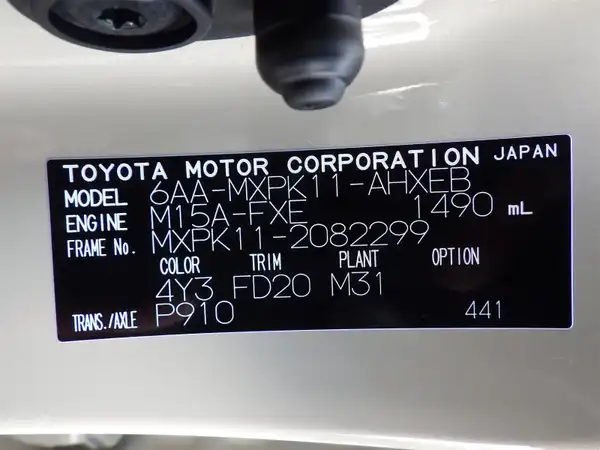 TOYOTA MOTOR CORPORATION JAPAN
MODEL 6AA-MXPK11-AHXEB
ENGINE M15A-FXE 1490 mL
FRAME No. MXPK11-2082299
COLOR TRIM PLANT OPTION
4Y3 FD20 M31
TRANS./AXLE P910 441